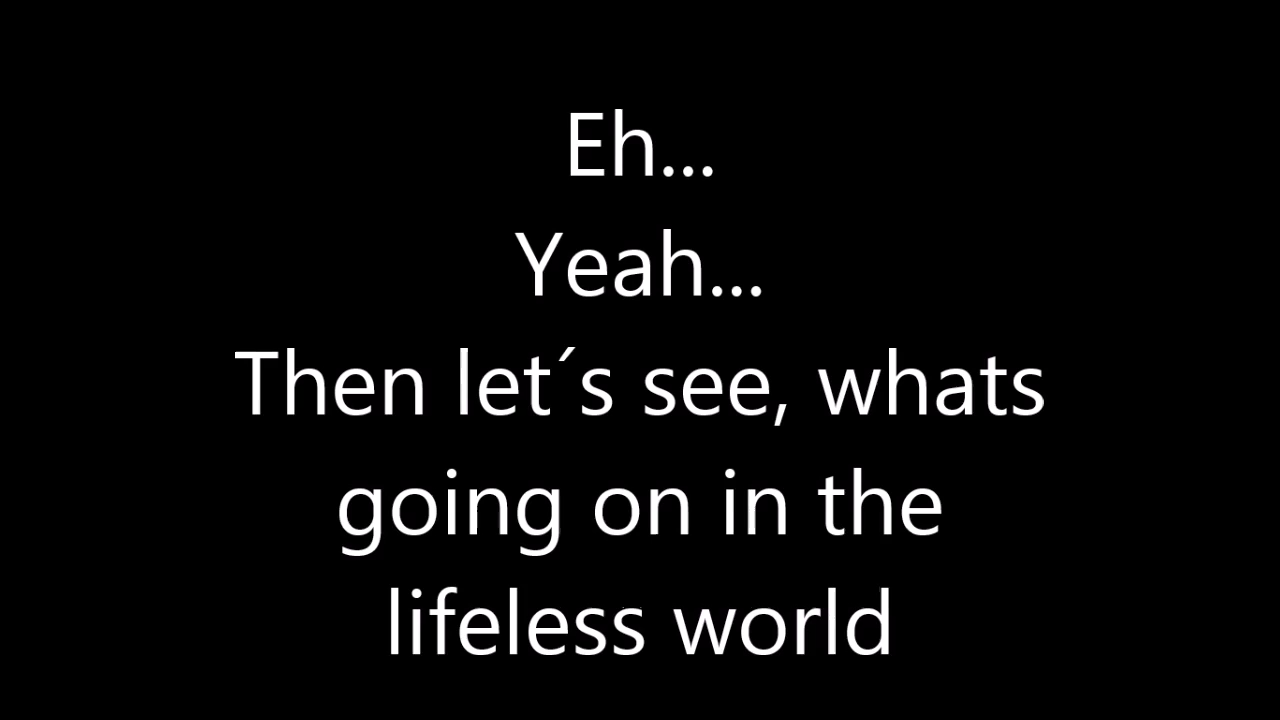 Eh...
Yeah...
Then let´s see, whats
going on in the
lifeless world